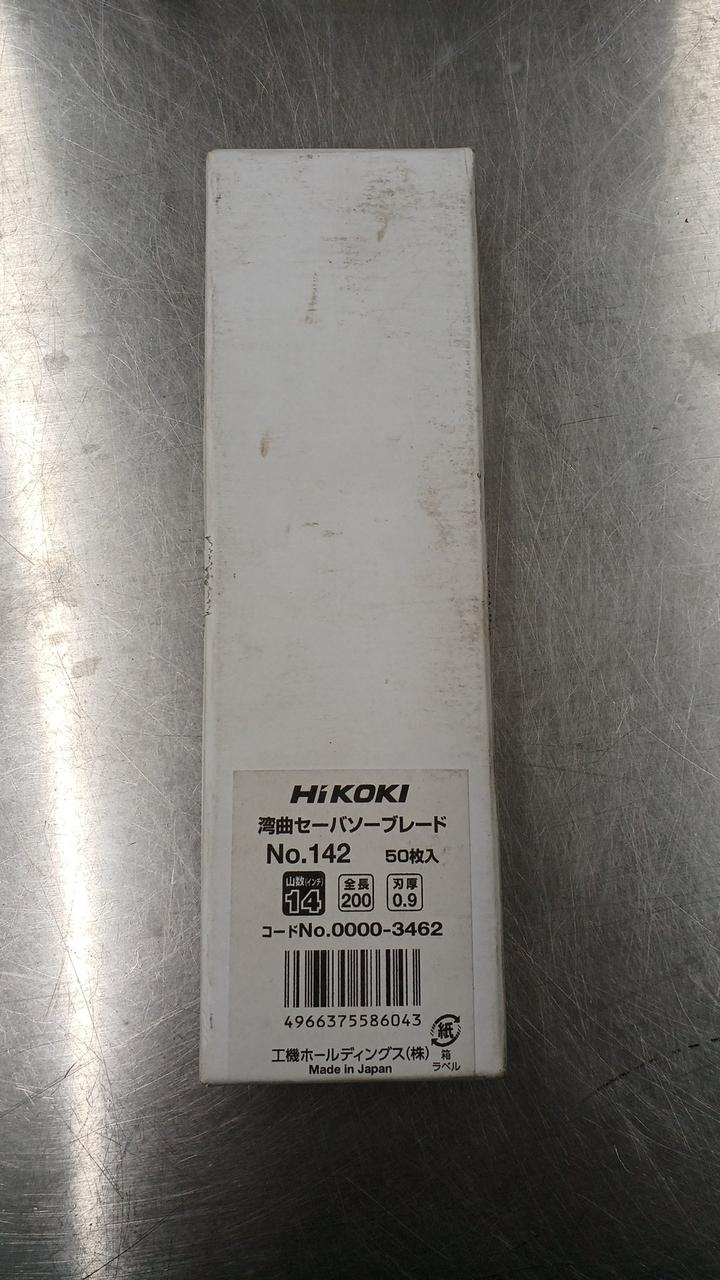 HiKOKI
湾曲セーバソーブレード
No.142 50枚入
山数(インチ) 全長 刃厚
14 200 0.9
コードNo.0000-3462
4966375586043
紙
工機ホールディングス(株) 箱
Made in Japan ラベル